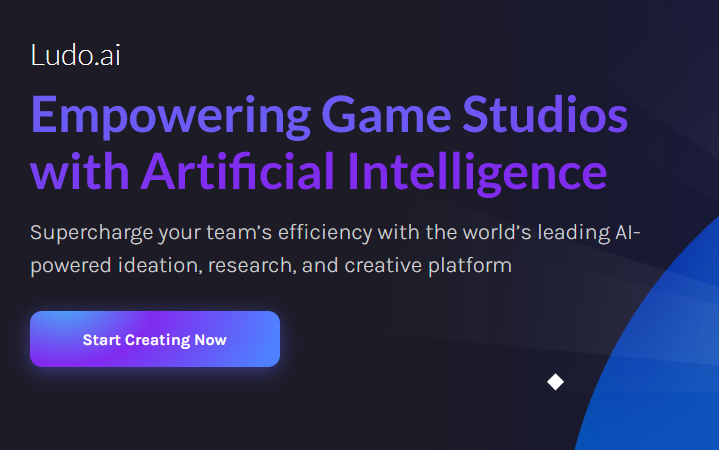 Ludo.ai
Empowering Game Studios
with Artificial Intelligence
Supercharge your team’s efficiency with the world’s leading AI-
powered ideation, research, and creative platform
Start Creating Now